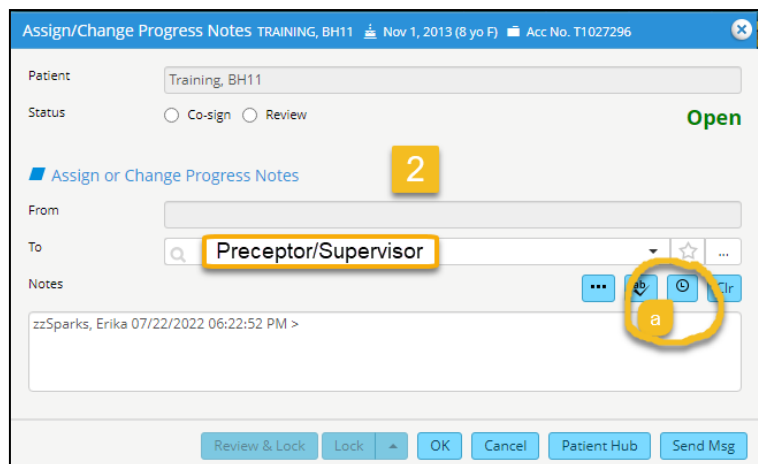 Assign/Change Progress Notes TRAINING, BH11 Nov 1, 2013 (8 yo F) Acc No. T1027296
Patient Training, BH11
Status Co-sign Review Open
2
Assign or Change Progress Notes
From
To Preceptor/Supervisor ...
Notes ... ab Clr
a
zzSparks, Erika 07/22/2022 06:22:52 PM >
Review & Lock Lock OK Cancel Patient Hub Send Msg